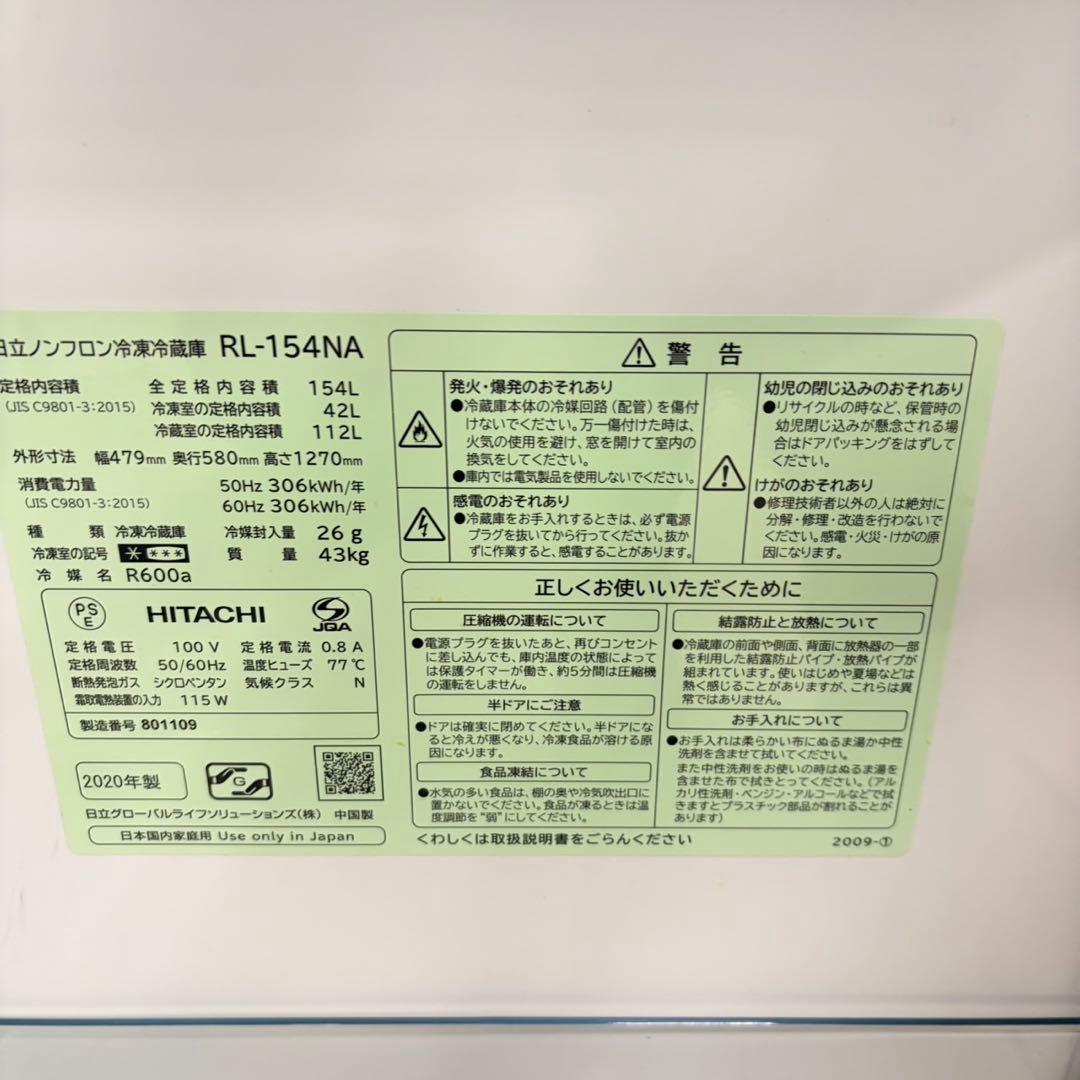 日立ノンフロン冷凍冷蔵庫 RL-154NA
定格内容積 全定格内容積 154L
(JIS C9801-3:2015) 冷凍室の定格内容積 42L
冷蔵室の定格内容積 112L
外形寸法 幅479mm 奥行580mm 高さ1270mm
消費電力量 50Hz 306kWh/年
(JIS C9801-3:2015) 60Hz 306kWh/年
種類 冷凍冷蔵庫 冷媒封入量 26g
冷凍室の記号 ＊ ＊＊＊ 質量 43kg
冷媒名 R600a
PS
E
HITACHI
JQA
定格電圧 100V 定格電流 0.8A
定格周波数 50/60Hz 温度ヒューズ 77℃
断熱発泡ガス シクロペンタン 気候クラス N
霜取電熱装置の入力 115W
製造番号 801109
2020年製
G
日立グローバルライフソリューションズ(株) 中国製
日本国内家庭用 Use only in Japan
警告
発火・爆発のおそれあり
●冷蔵庫本体の冷媒回路（配管）を傷付
けないでください。万一傷付けた時は、
火気の使用を避け、窓を開けて室内の
換気をしてください。
●庫内では電気製品を使用しないでください。
感電のおそれあり
●冷蔵庫をお手入れするときは、必ず電源
プラグを抜いてから行ってください。抜か
ずに作業すると、感電することがあります。
幼児の閉じ込みのおそれあり
●リサイクルの時など、保管時の
幼児閉じ込みが懸念される場
合はドアパッキングをはずして
ください。
けがのおそれあり
●修理技術者以外の人は絶対に
分解・修理・改造を行わないで
ください。感電・火災・けがの原
因になります。
正しくお使いいただくために
圧縮機の運転について
●電源プラグを抜いたあと、再びコンセント
に差し込んでも、庫内温度の状態によって
は保護タイマーが働き、約5分間は圧縮機
の運転をしません。
半ドアにご注意
●ドアは確実に閉めてください。半ドアにな
ると冷えが悪くなり、冷凍食品が溶ける原
因になります。
食品凍結について
●水気の多い食品は、棚の奥や冷気吹出口に
置かないでください。食品が凍るときは温
度調節を"弱"にしてください。
結露防止と放熱について
●冷蔵庫の前面や側面、背面に放熱器の一部
を利用した結露防止パイプ・放熱パイプが
組まれています。使いはじめや夏場などは
熱く感じることがありますが、これらは異
常ではありません。
お手入れについて
●お手入れは柔らかい布にぬるま湯か中性
洗剤を含ませて拭いてください。
また中性洗剤をお使いの時はぬるま湯を
含ませた布で拭きとってください。（アル
カリ性洗剤・ベンジン・アルコールなどで拭
きますとプラスチック部品が割れることが
あります）
くわしくは取扱説明書をごらんください
2009-①